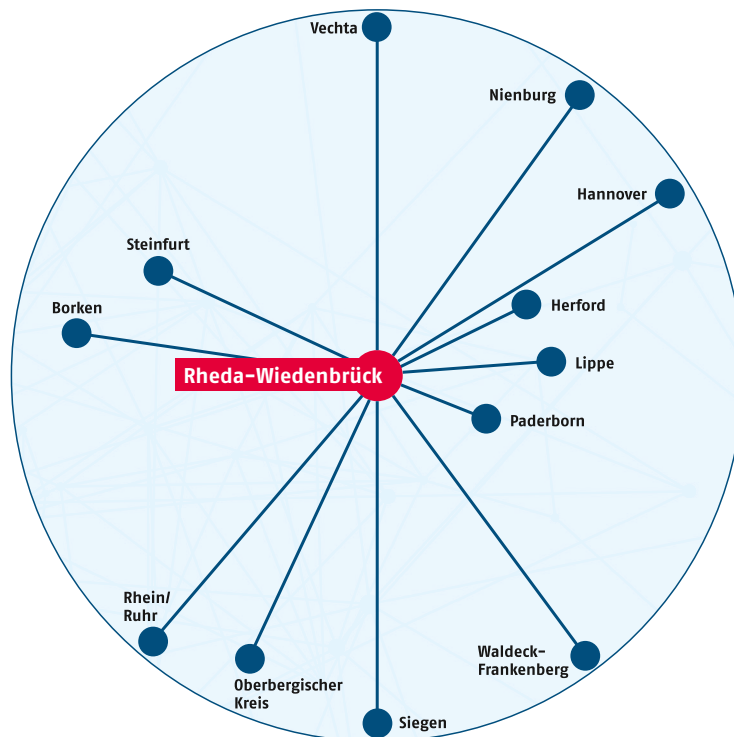 Vechta
Nienburg
Hannover
Steinfurt
Herford
Borken
Lippe
Rheda-Wiedenbrück
Paderborn
Rhein/
Ruhr
Waldeck-
Frankenberg
Oberbergischer
Kreis
Siegen